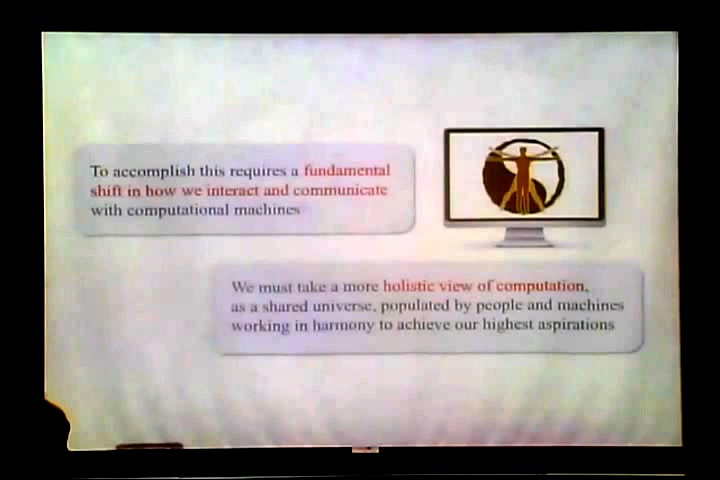 To accomplish this requires a fundamental
shift in how we interact and communicate
with computational machines
We must take a more holistic view of computation,
as a shared universe, populated by people and machines
working in harmony to achieve our highest aspirations